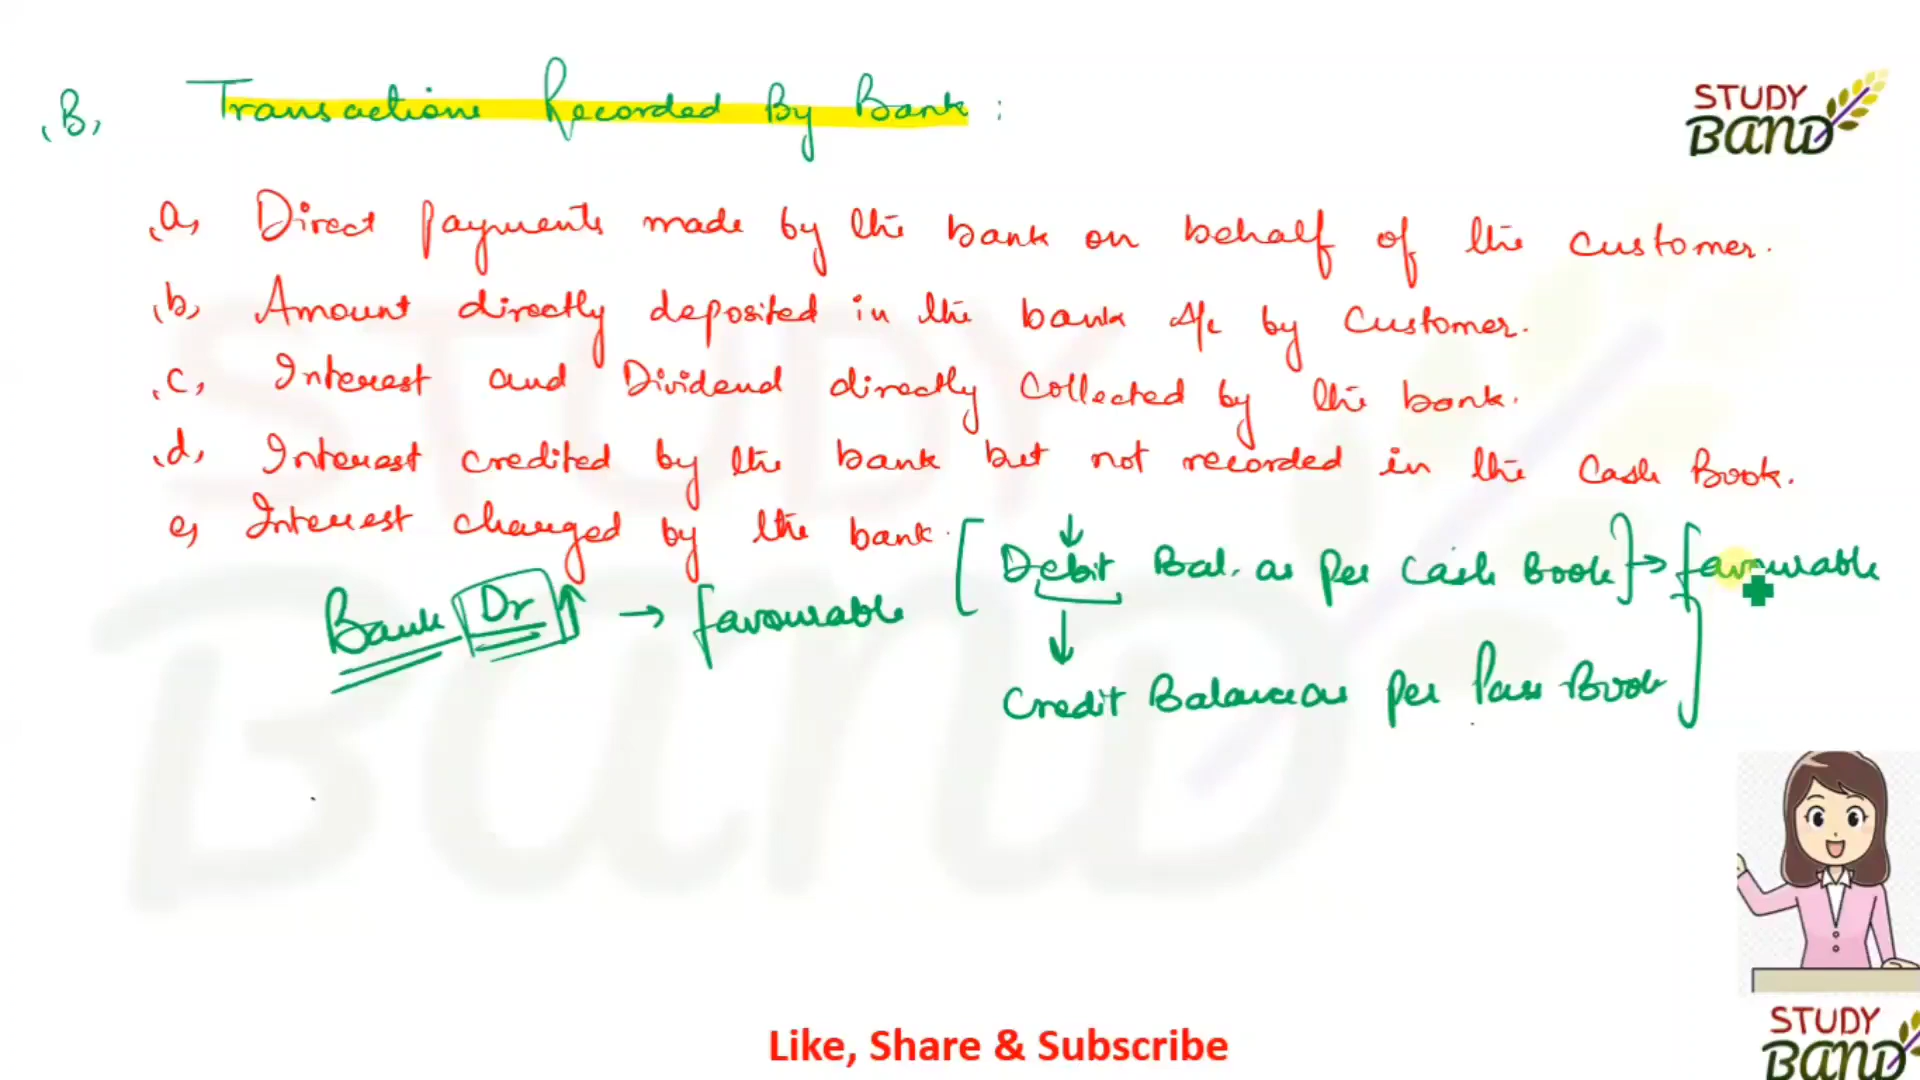 (B) Transactions Recorded By Bank :
STUDY
BAND
(a) Direct payments made by the bank on behalf of the customer.
(b) Amount directly deposited in the bank A/c by customer.
(c) Interest and Dividend directly collected by the bank.
(d) Interest credited by the bank but not recorded in the Cash Book.
e) Interest charged by the bank.
[ Debit Bal. as per Cash Book } → favourable
Bank Dr ↑ → favourable
Credit Balance as per Pass Book
Like, Share & Subscribe
STUDY
BAND